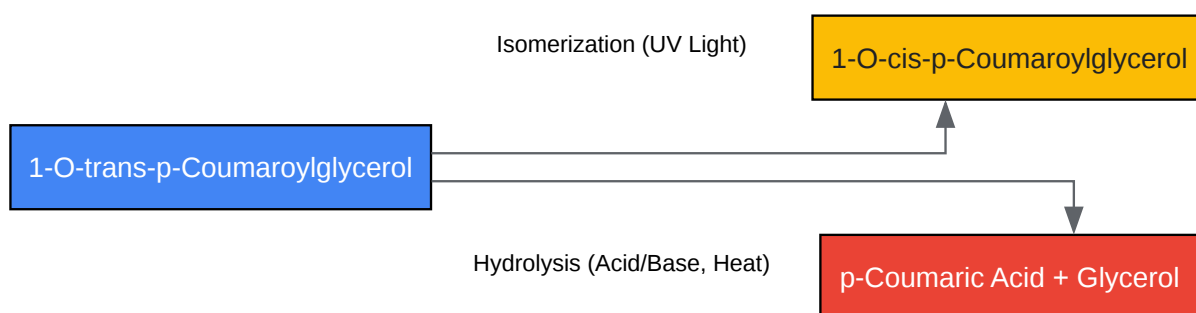 Isomerization (UV Light)
1-O-cis-p-Coumaroylglycerol
1-O-trans-p-Coumaroylglycerol
Hydrolysis (Acid/Base, Heat)
p-Coumaric Acid + Glycerol